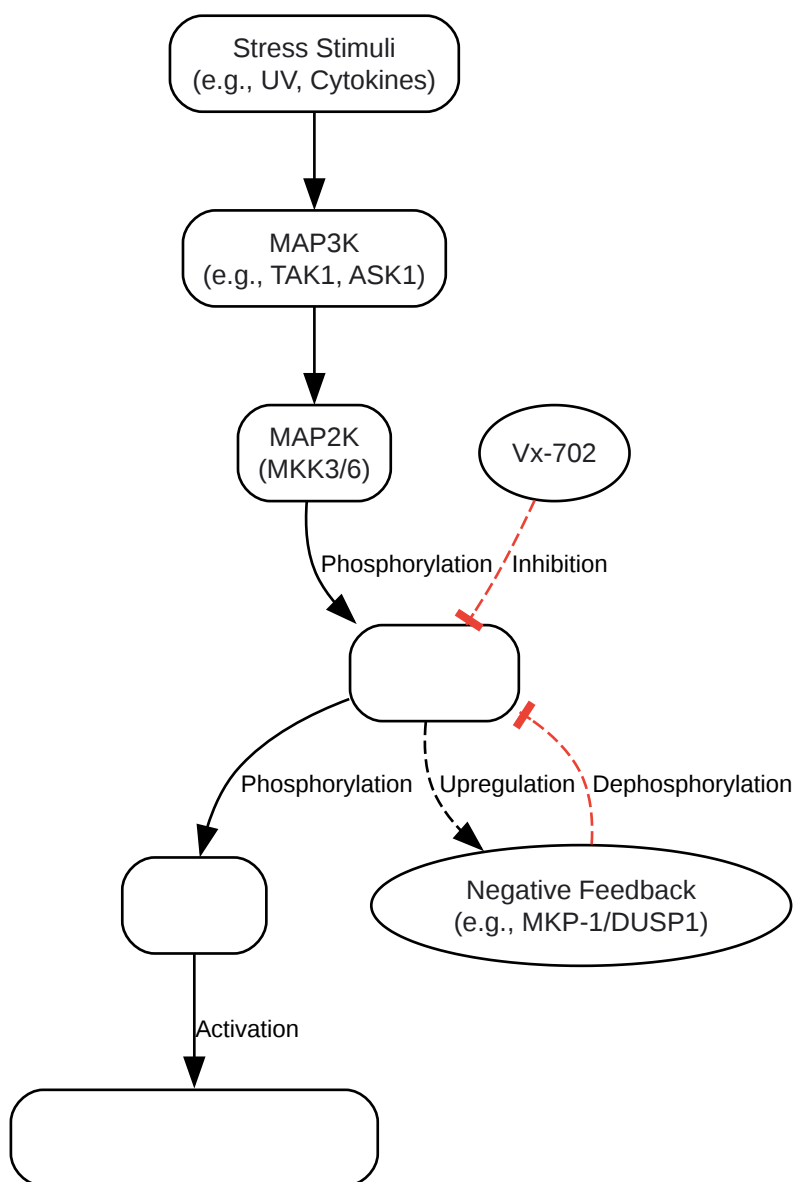 Stress Stimuli
(e.g., UV, Cytokines)
MAP3K
(e.g., TAK1, ASK1)
MAP2K
(MKK3/6)
Vx-702
Phosphorylation
Inhibition
Phosphorylation
Upregulation
Dephosphorylation
Negative Feedback
(e.g., MKP-1/DUSP1)
Activation